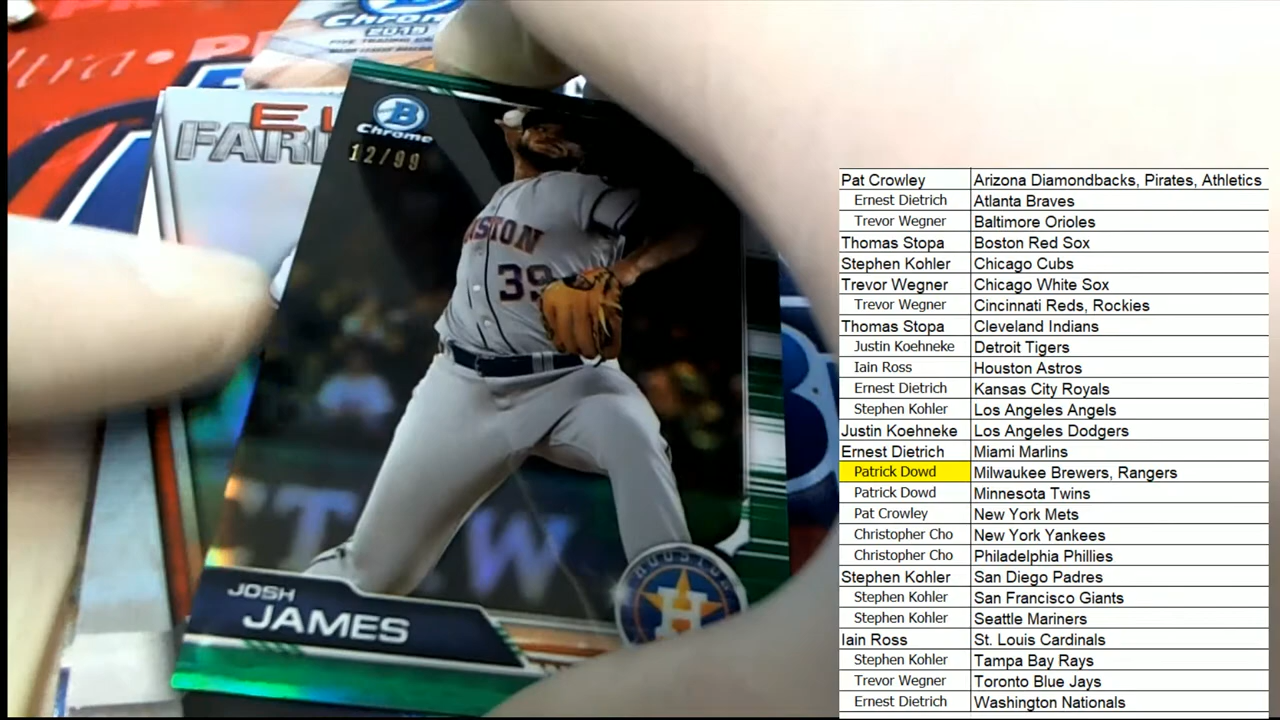 Chrome
2019
B
Chrome
12/99
FAR
39
JOSH
JAMES
HOUSTON
H
Pat Crowley Arizona Diamondbacks, Pirates, Athletics
Ernest Dietrich Atlanta Braves
Trevor Wegner Baltimore Orioles
Thomas Stopa Boston Red Sox
Stephen Kohler Chicago Cubs
Trevor Wegner Chicago White Sox
Trevor Wegner Cincinnati Reds, Rockies
Thomas Stopa Cleveland Indians
Justin Koehneke Detroit Tigers
Iain Ross Houston Astros
Ernest Dietrich Kansas City Royals
Stephen Kohler Los Angeles Angels
Justin Koehneke Los Angeles Dodgers
Ernest Dietrich Miami Marlins
Patrick Dowd Milwaukee Brewers, Rangers
Patrick Dowd Minnesota Twins
Pat Crowley New York Mets
Christopher Cho New York Yankees
Christopher Cho Philadelphia Phillies
Stephen Kohler San Diego Padres
Stephen Kohler San Francisco Giants
Stephen Kohler Seattle Mariners
Iain Ross St. Louis Cardinals
Stephen Kohler Tampa Bay Rays
Trevor Wegner Toronto Blue Jays
Ernest Dietrich Washington Nationals